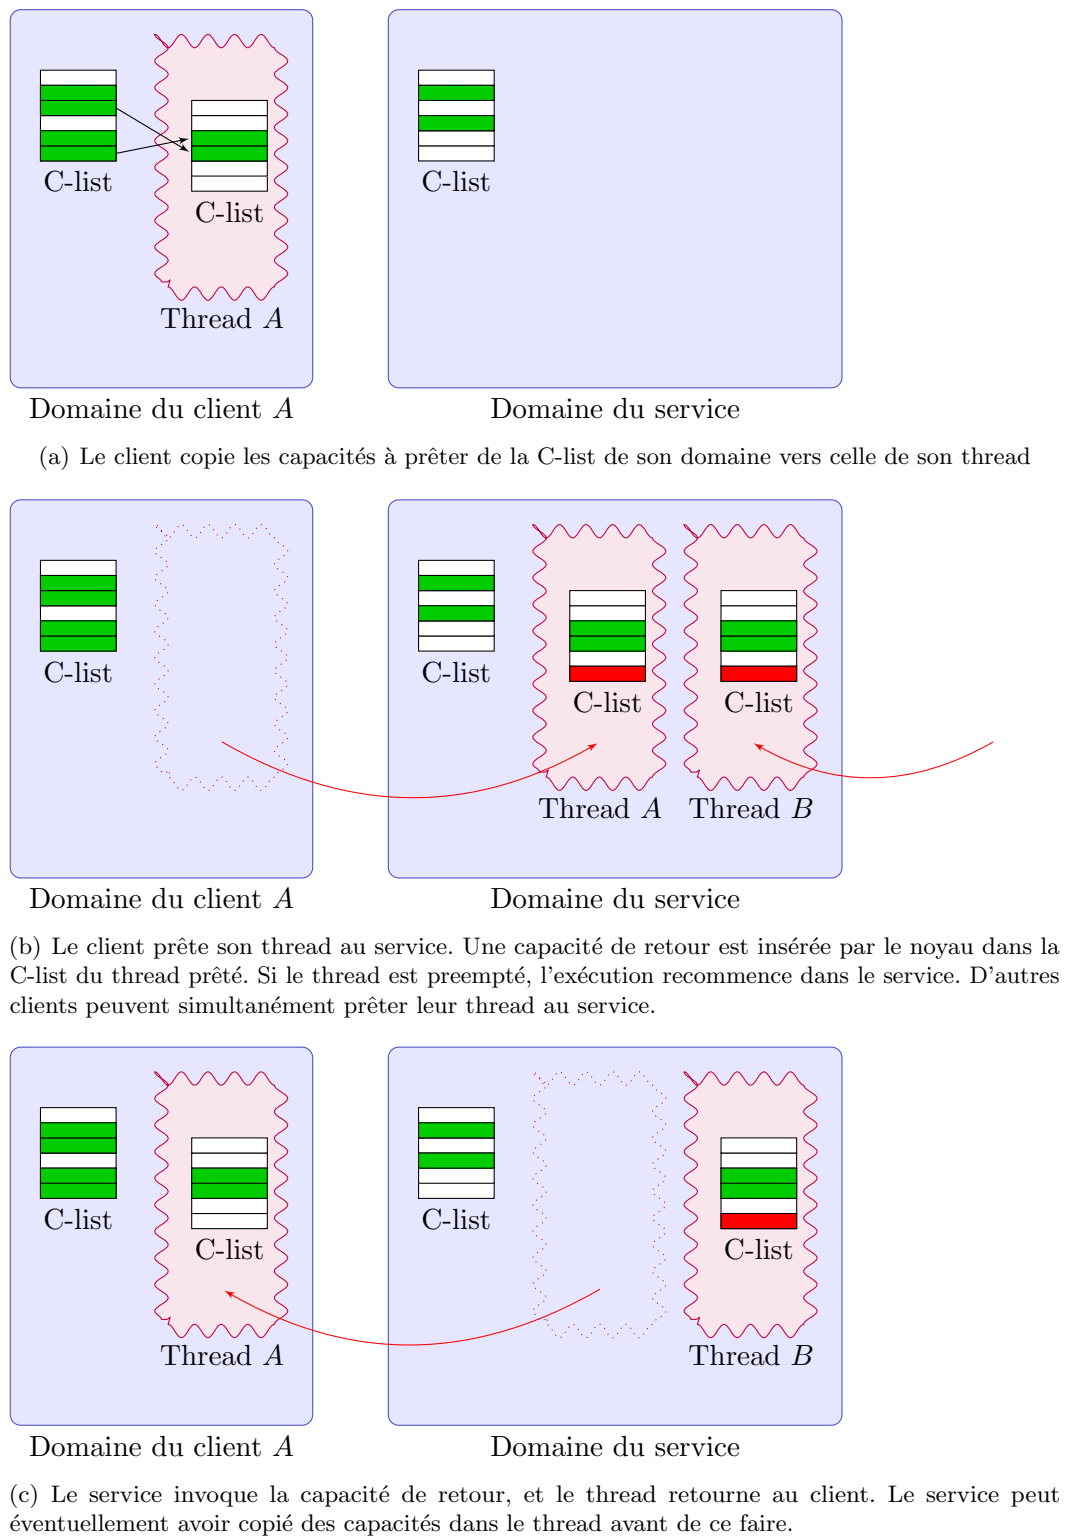 C-list
C-list
C-list
Thread A
Domaine du client A
Domaine du service
(a) Le client copie les capacités à prêter de la C-list de son domaine vers celle de son thread
C-list
C-list
C-list
C-list
Thread A
Thread B
Domaine du client A
Domaine du service
(b) Le client prête son thread au service. Une capacité de retour est insérée par le noyau dans la
C-list du thread prêté. Si le thread est preempté, l'exécution recommence dans le service. D'autres
clients peuvent simultanément prêter leur thread au service.
C-list
C-list
C-list
C-list
Thread A
Thread B
Domaine du client A
Domaine du service
(c) Le service invoque la capacité de retour, et le thread retourne au client. Le service peut
éventuellement avoir copié des capacités dans le thread avant de ce faire.